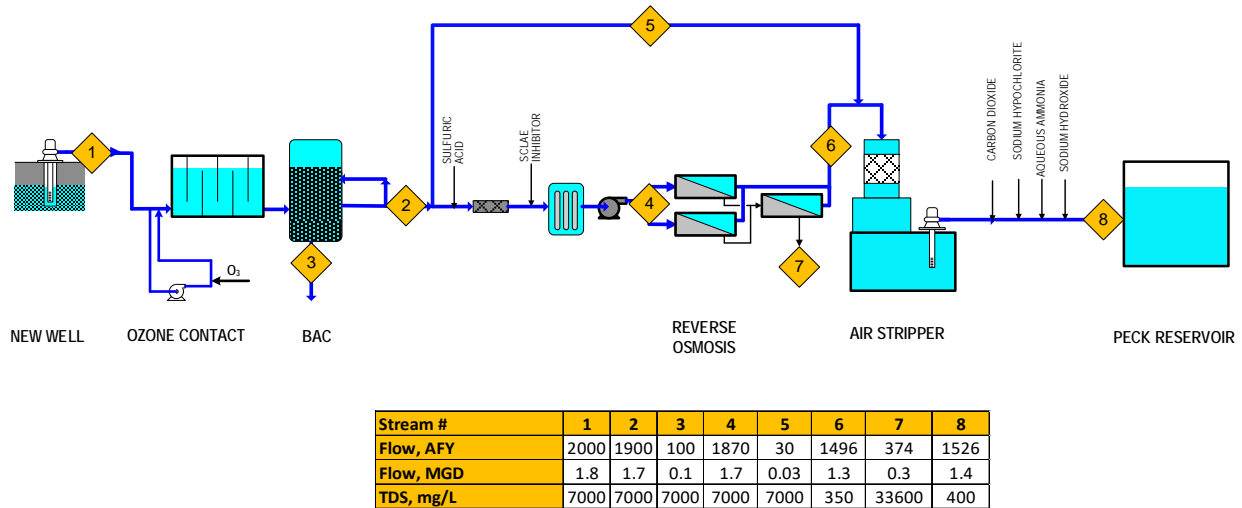 5
SULFURIC
ACID
SCLAE
INHIBITOR
CARBON DIOXIDE
SODIUM HYPOCHLORITE
AQUEOUS AMMONIA
SODIUM HYDROXIDE
1
6
2
4
8
3
7
O₃
NEW WELL
OZONE CONTACT
BAC
REVERSE
OSMOSIS
AIR STRIPPER
PECK RESERVOIR
Stream # 1 2 3 4 5 6 7 8
Flow, AFY 2000 1900 100 1870 30 1496 374 1526
Flow, MGD 1.8 1.7 0.1 1.7 0.03 1.3 0.3 1.4
TDS, mg/L 7000 7000 7000 7000 7000 350 33600 400